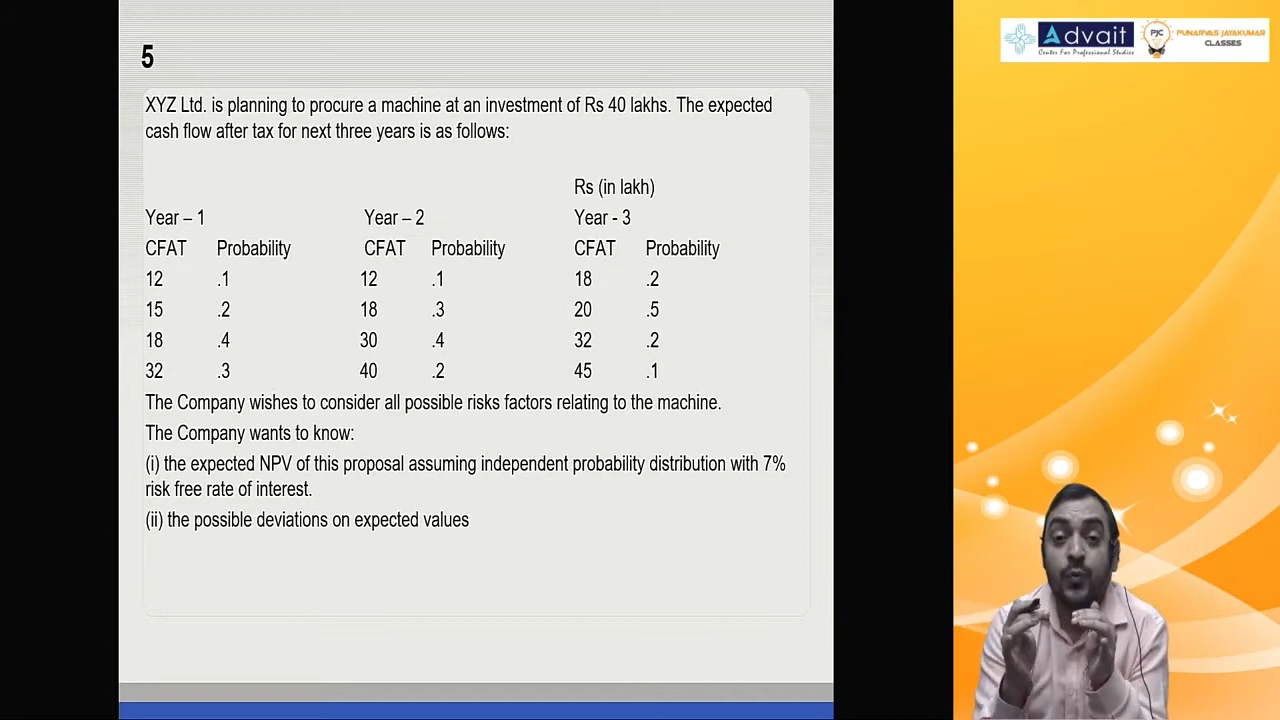 5
XYZ Ltd. is planning to procure a machine at an investment of Rs 40 lakhs. The expected
cash flow after tax for next three years is as follows:
Rs (in lakh)
Year – 1 Year – 2 Year - 3
CFAT Probability CFAT Probability CFAT Probability
12 .1 12 .1 18 .2
15 .2 18 .3 20 .5
18 .4 30 .4 32 .2
32 .3 40 .2 45 .1
The Company wishes to consider all possible risks factors relating to the machine.
The Company wants to know:
(i) the expected NPV of this proposal assuming independent probability distribution with 7%
risk free rate of interest.
(ii) the possible deviations on expected values
Advait
Center For Professional Studies
PJC
PUNARVAS JAYAKUMAR
CLASSES